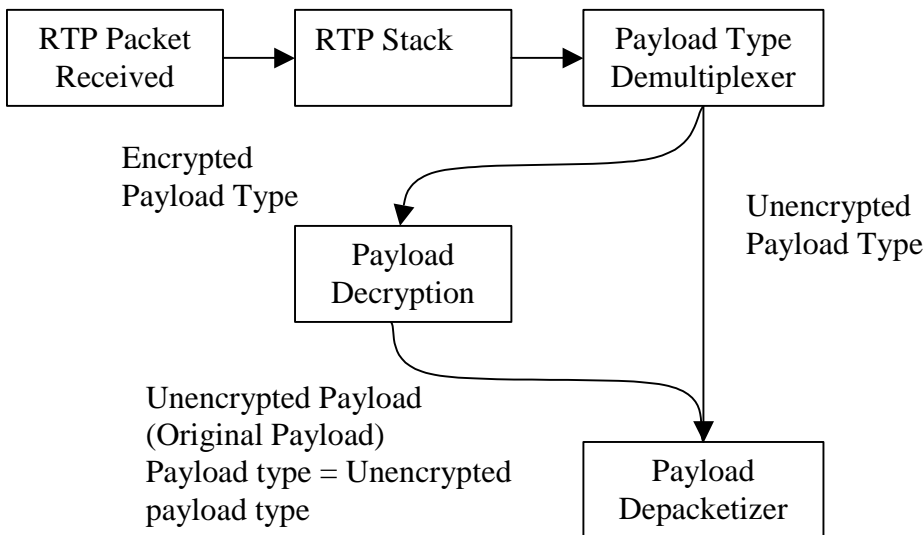 RTP Packet
Received
RTP Stack
Payload Type
Demultiplexer
Encrypted
Payload Type
Unencrypted
Payload Type
Payload
Decryption
Unencrypted Payload
(Original Payload)
Payload type = Unencrypted
payload type
Payload
Depacketizer